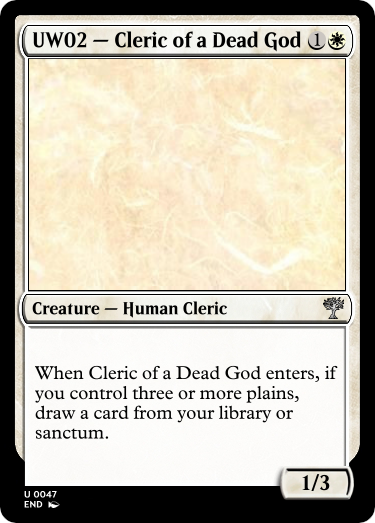 UW02 — Cleric of a Dead God 1
Creature — Human Cleric
When Cleric of a Dead God enters, if
you control three or more plains,
draw a card from your library or
sanctum.
1/3
U 0047
END